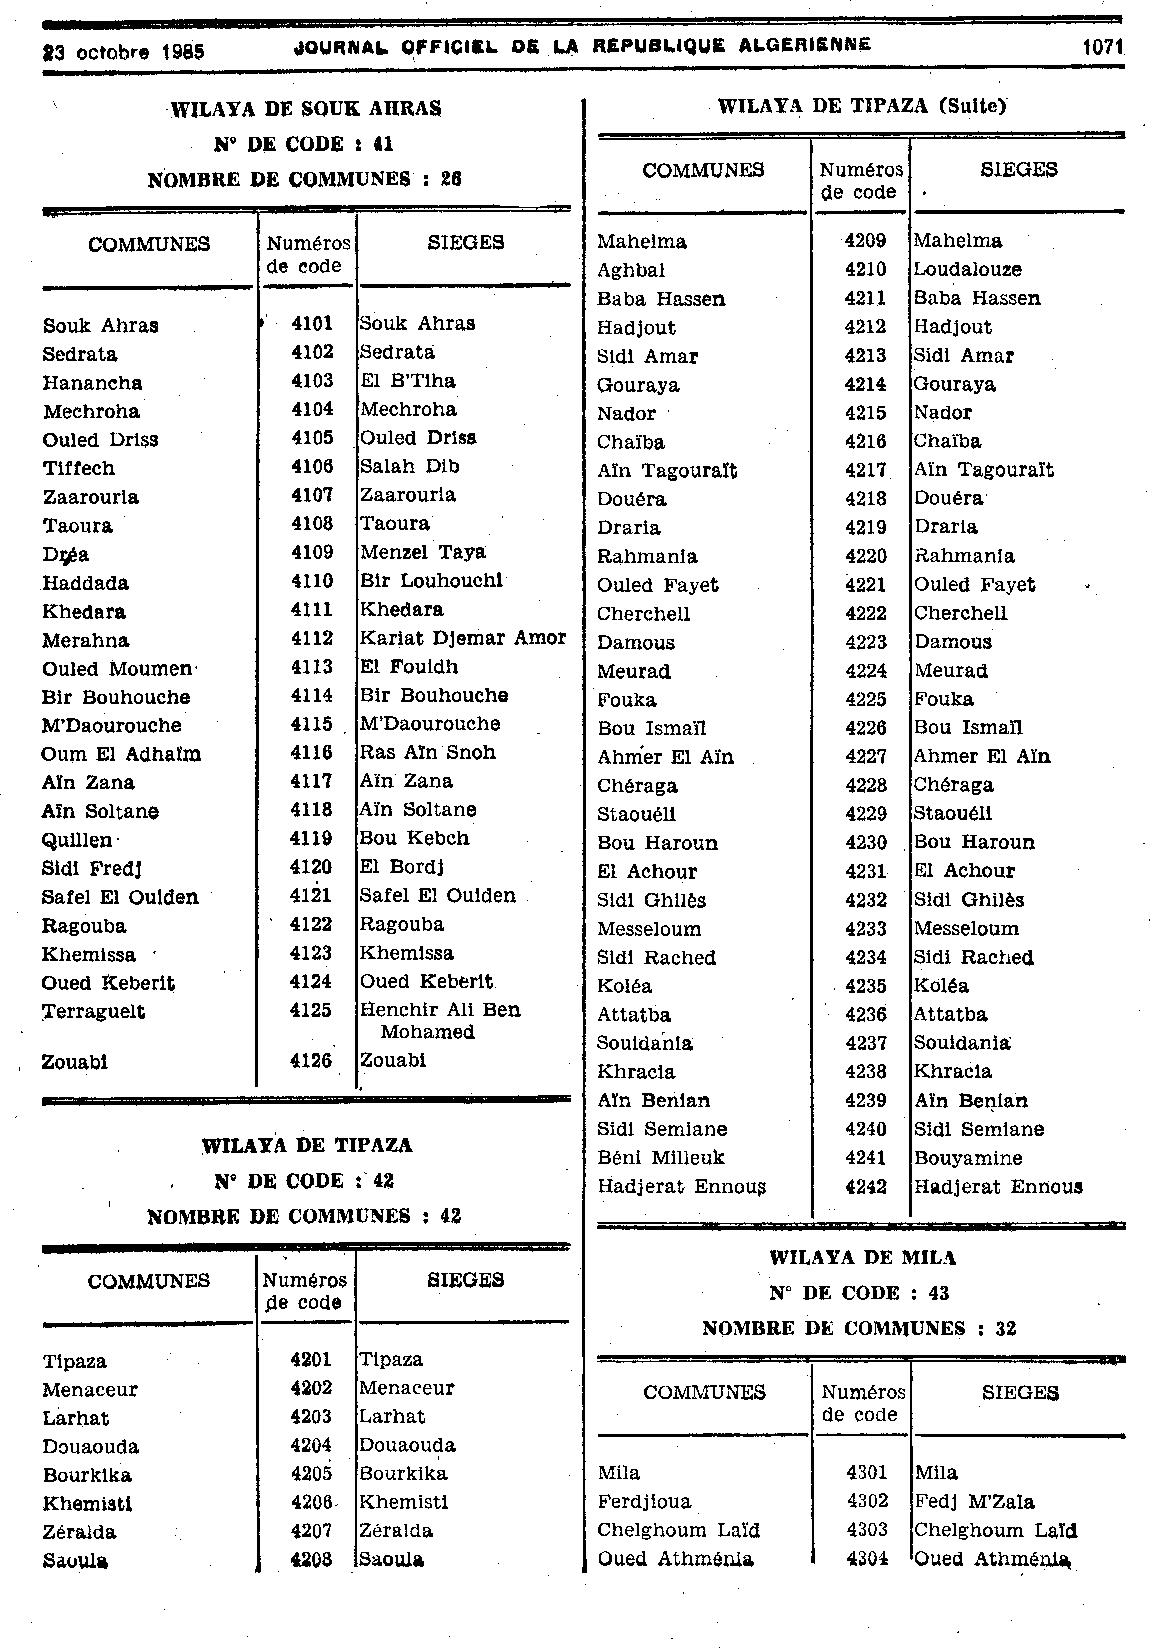 23 octobre 1985 JOURNAL OFFICIEL DE LA REPUBLIQUE ALGERIENNE 1071
WILAYA DE SOUK AHRAS
N° DE CODE : 41
NOMBRE DE COMMUNES : 26
COMMUNES Numéros de code SIEGES
Souk Ahras 4101 Souk Ahras
Sedrata 4102 Sedrata
Hanancha 4103 El B'Tiha
Mechroha 4104 Mechroha
Ouled Driss 4105 Ouled Driss
Tiffech 4106 Salah Dib
Zaarouria 4107 Zaarouria
Taoura 4108 Taoura
Dréa 4109 Menzel Taya
Haddada 4110 Bir Louhouchi
Khedara 4111 Khedara
Merahna 4112 Kariat Djemar Amor
Ouled Moumen 4113 El Fouidh
Bir Bouhouche 4114 Bir Bouhouche
M'Daourouche 4115 M'Daourouche
Oum El Adhaïm 4116 Ras Aïn Snoh
Aïn Zana 4117 Aïn Zana
Aïn Soltane 4118 Aïn Soltane
Quillen 4119 Bou Kebch
Sidi Fredj 4120 El Bordj
Safel El Ouiden 4121 Safel El Ouiden
Ragouba 4122 Ragouba
Khemissa 4123 Khemissa
Oued Keberit 4124 Oued Keberit
Terraguelt 4125 Henchir Ali Ben
Mohamed
Zouabi 4126 Zouabi
WILAYA DE TIPAZA
N° DE CODE : 42
NOMBRE DE COMMUNES : 42
COMMUNES Numéros de code SIEGES
Tipaza 4201 Tipaza
Menaceur 4202 Menaceur
Larhat 4203 Larhat
Douaouda 4204 Douaouda
Bourkika 4205 Bourkika
Khemisti 4206 Khemisti
Zéralda 4207 Zéralda
Saoula 4208 Saoula
WILAYA DE TIPAZA (Suite)
COMMUNES Numéros de code SIEGES
Mahelma 4209 Mahelma
Aghbal 4210 Loudalouze
Baba Hassen 4211 Baba Hassen
Hadjout 4212 Hadjout
Sidi Amar 4213 Sidi Amar
Gouraya 4214 Gouraya
Nador 4215 Nador
Chaïba 4216 Chaïba
Aïn Tagouraït 4217 Aïn Tagouraït
Douéra 4218 Douéra
Draria 4219 Draria
Rahmania 4220 Rahmania
Ouled Fayet 4221 Ouled Fayet
Cherchell 4222 Cherchell
Damous 4223 Damous
Meurad 4224 Meurad
Fouka 4225 Fouka
Bou Ismaïl 4226 Bou Ismaïl
Ahmer El Aïn 4227 Ahmer El Aïn
Chéraga 4228 Chéraga
Staouéli 4229 Staouéli
Bou Haroun 4230 Bou Haroun
El Achour 4231 El Achour
Sidi Ghilès 4232 Sidi Ghilès
Messeloum 4233 Messeloum
Sidi Rached 4234 Sidi Rached
Koléa 4235 Koléa
Attatba 4236 Attatba
Souidania 4237 Souidania
Khracia 4238 Khracia
Aïn Benian 4239 Aïn Benian
Sidi Semiane 4240 Sidi Semiane
Béni Milieuk 4241 Bouyamine
Hadjerat Ennous 4242 Hadjerat Ennous
WILAYA DE MILA
N° DE CODE : 43
NOMBRE DE COMMUNES : 32
COMMUNES Numéros de code SIEGES
Mila 4301 Mila
Ferdjioua 4302 Fedj M'Zala
Chelghoum Laïd 4303 Chelghoum Laïd
Oued Athménia 4304 Oued Athménia